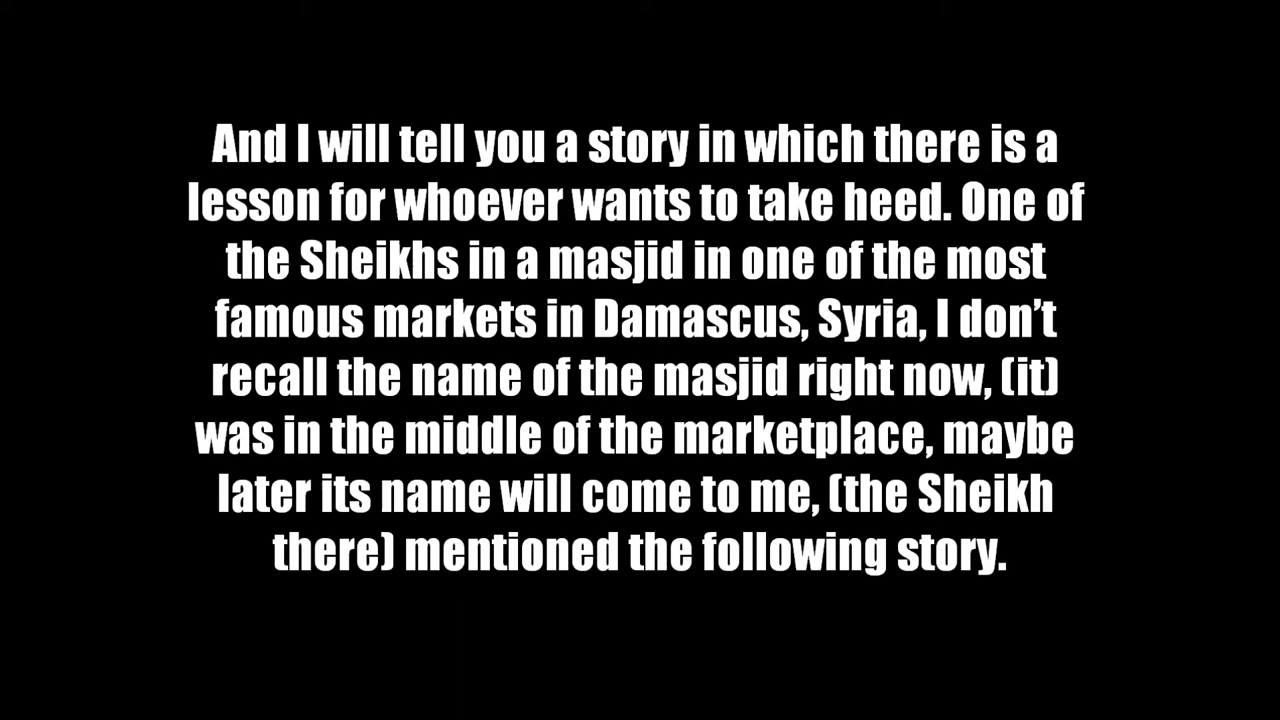 And I will tell you a story in which there is a
lesson for whoever wants to take heed. One of
the Sheikhs in a masjid in one of the most
famous markets in Damascus, Syria, I don’t
recall the name of the masjid right now, (it)
was in the middle of the marketplace, maybe
later its name will come to me, (the Sheikh
there) mentioned the following story.